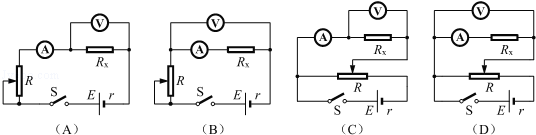 V V V V
A Rx A Rx A Rx A Rx
R R R R
S E r S E r S E r S E r
(A) (B) (C) (D)